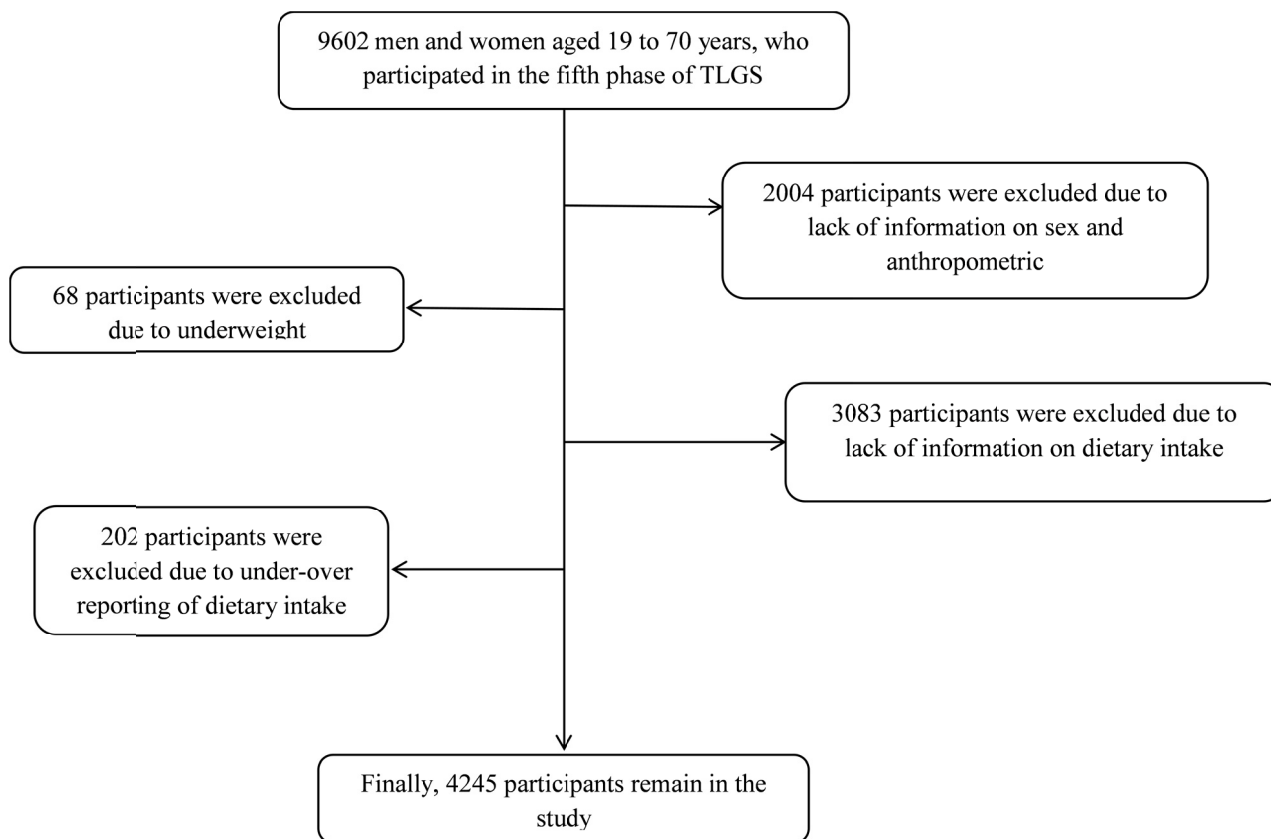 9602 men and women aged 19 to 70 years, who
participated in the fifth phase of TLGS
2004 participants were excluded due to
lack of information on sex and
anthropometric
68 participants were excluded
due to underweight
3083 participants were excluded due to
lack of information on dietary intake
202 participants were
excluded due to under-over
reporting of dietary intake
Finally, 4245 participants remain in the
study